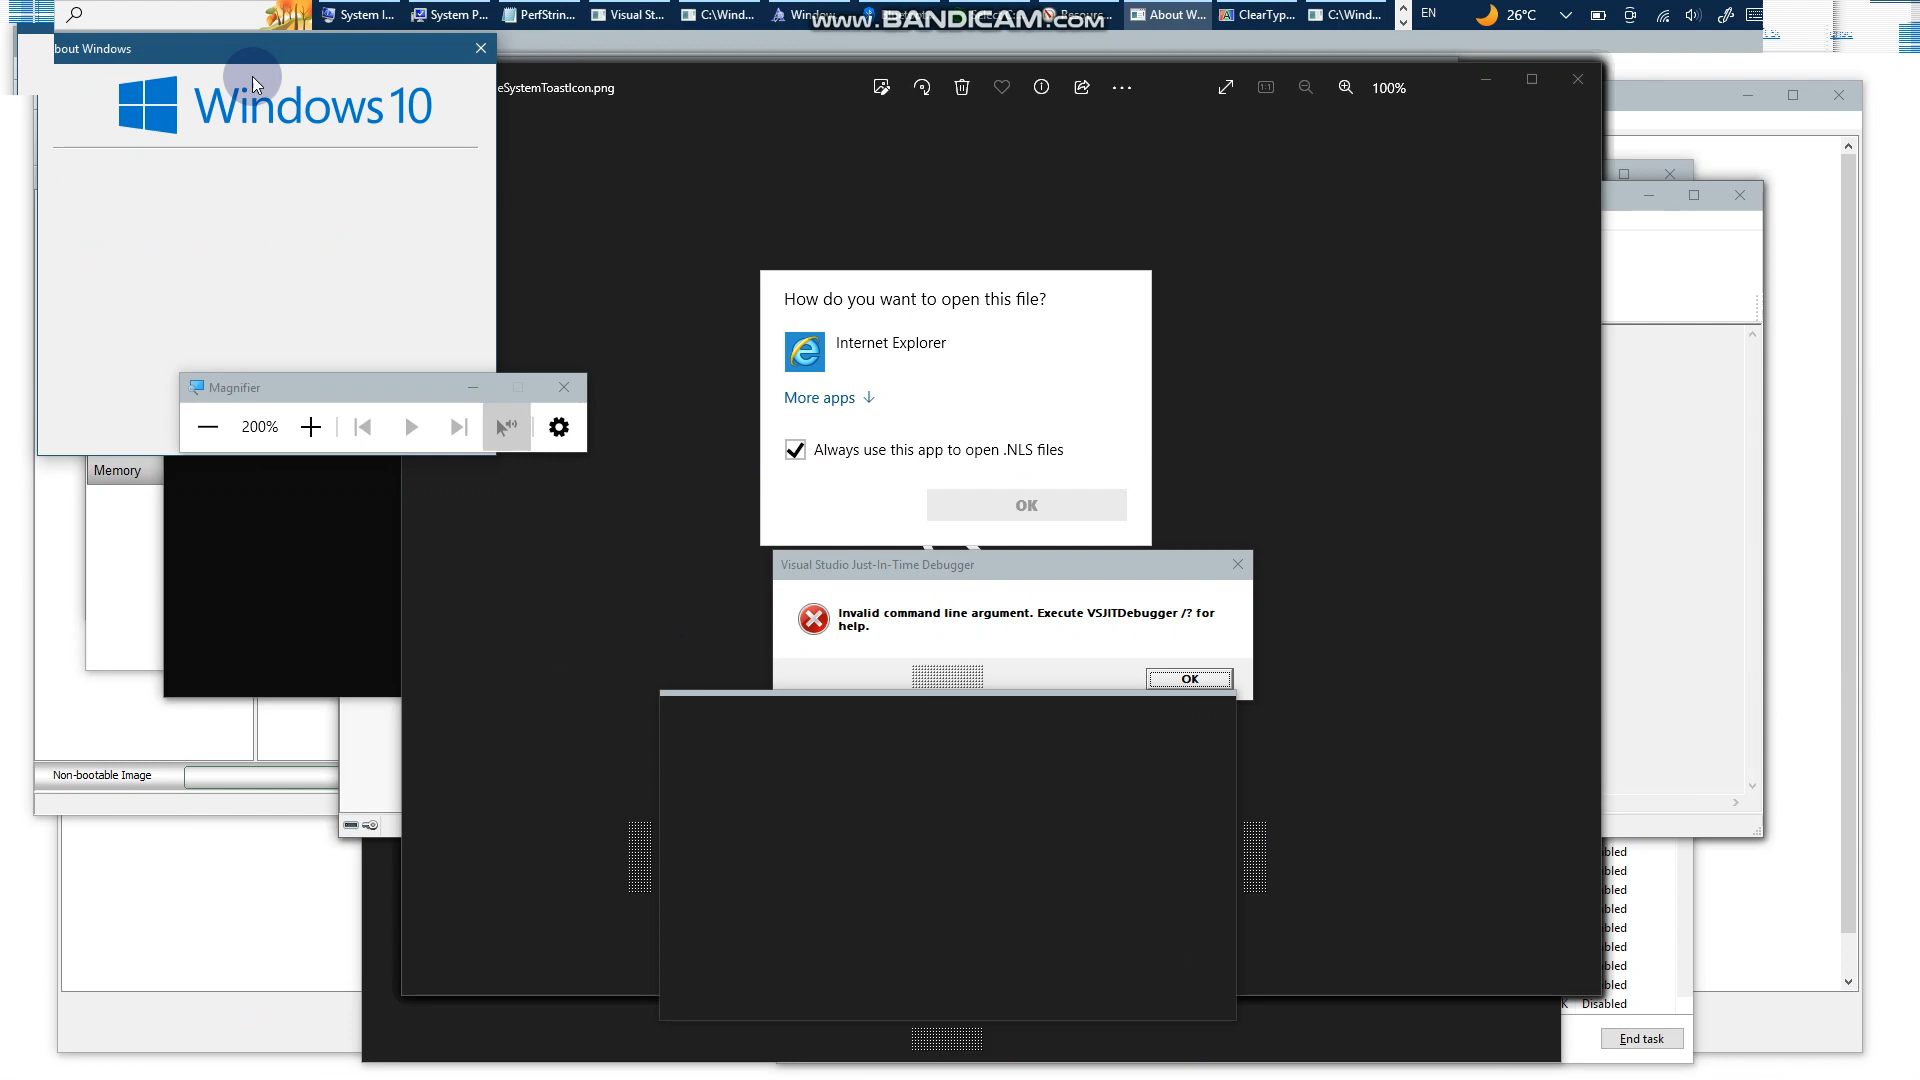 System I...
System P...
PerfStrin...
Visual St...
C:\Wind...
Window...
Resourc...
About W...
ClearTyp...
C:\Wind...
EN
26°C
www.BANDICAM.com
bout Windows
Windows 10
eSystemToastIcon.png
100%
How do you want to open this file?
Internet Explorer
More apps
Always use this app to open .NLS files
OK
Magnifier
200%
Memory
Visual Studio Just-In-Time Debugger
Invalid command line argument. Execute VSJITDebugger /? for
help.
OK
Non-bootable Image
bled
bled
bled
bled
bled
bled
bled
bled
K Disabled
End task